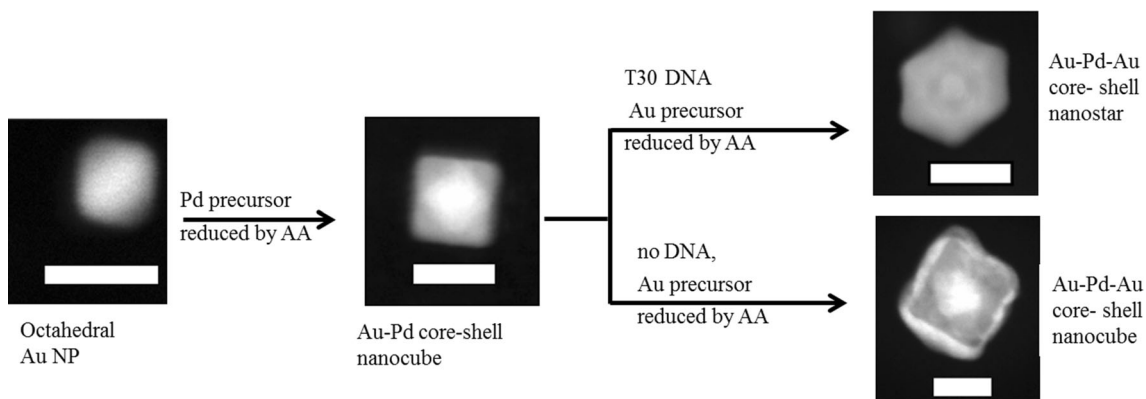 Octahedral
Au NP
Pd precursor
reduced by AA
Au-Pd core-shell
nanocube
T30 DNA
Au precursor
reduced by AA
Au-Pd-Au
core- shell
nanostar
no DNA,
Au precursor
reduced by AA
Au-Pd-Au
core- shell
nanocube